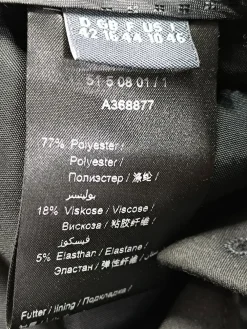 D GB F US I
42 16 44 10 46
51 5 08 01 / 1
A368877
77% Polyester /
Polyester /
Полиэстер / 涤纶 /
بوليستر
18% Viskose / Viscose /
Вискоза / 粘胶纤维 /
فيسكوز
5% Elasthan / Elastane /
Эластан / 弹性纤维 /
Futter / lining / Подкладка /